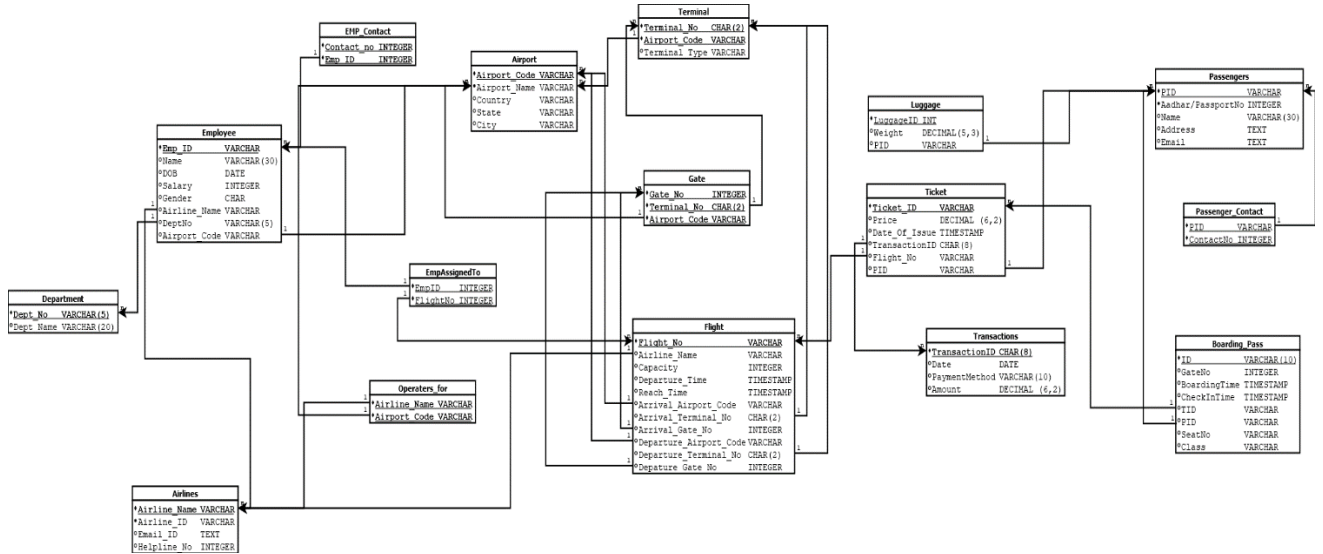 EMP_Contact
Contact_no INTEGER
Emp_ID INTEGER
Airport
Airport_Code VARCHAR
Airport_Name VARCHAR
Country VARCHAR
State VARCHAR
City VARCHAR
Terminal
Terminal_No CHAR(2)
Airport_Code VARCHAR
Terminal Type VARCHAR
Passengers
PID VARCHAR
Aadhar/PassportNo INTEGER
Name VARCHAR(30)
Address TEXT
Email TEXT
Luggage
LuggageID INT
Weight DECIMAL(5,3)
PID VARCHAR
Employee
Emp_ID VARCHAR
Name VARCHAR(30)
DOB DATE
Salary INTEGER
Gender CHAR
Airline_Name VARCHAR
DeptNo VARCHAR(5)
Airport_Code VARCHAR
Gate
Gate_No INTEGER
Terminal_No CHAR(2)
Airport_Code VARCHAR
Ticket
Ticket_ID VARCHAR
Price DECIMAL (6,2)
Date_Of_Issue TIMESTAMP
TransactionID CHAR(8)
Flight_No VARCHAR
PID VARCHAR
Passenger_Contact
PID VARCHAR
ContactNo INTEGER
EmpAssignedTo
EmpID INTEGER
FlightNo INTEGER
Department
Dept_No VARCHAR(5)
Dept Name VARCHAR(20)
Flight
Flight_No VARCHAR
Airline_Name VARCHAR
Capacity INTEGER
Departure_Time TIMESTAMP
Reach_Time TIMESTAMP
Arrival_Airport_Code VARCHAR
Arrival_Terminal_No CHAR(2)
Arrival_Gate_No INTEGER
Departure_Airport_Code VARCHAR
Departure_Terminal_No CHAR(2)
Depature Gate No INTEGER
Transactions
TransactionID CHAR(8)
Date DATE
PaymentMethod VARCHAR(10)
Amount DECIMAL (6,2)
Boarding_Pass
ID VARCHAR(10)
GateNo INTEGER
BoardingTime TIMESTAMP
CheckInTime TIMESTAMP
TID VARCHAR
PID VARCHAR
SeatNo VARCHAR
Class VARCHAR
Operaters_for
Airline_Name VARCHAR
Airport_Code VARCHAR
Airlines
Airline_Name VARCHAR
Airline_ID VARCHAR
Email_ID TEXT
Helpline_No INTEGER